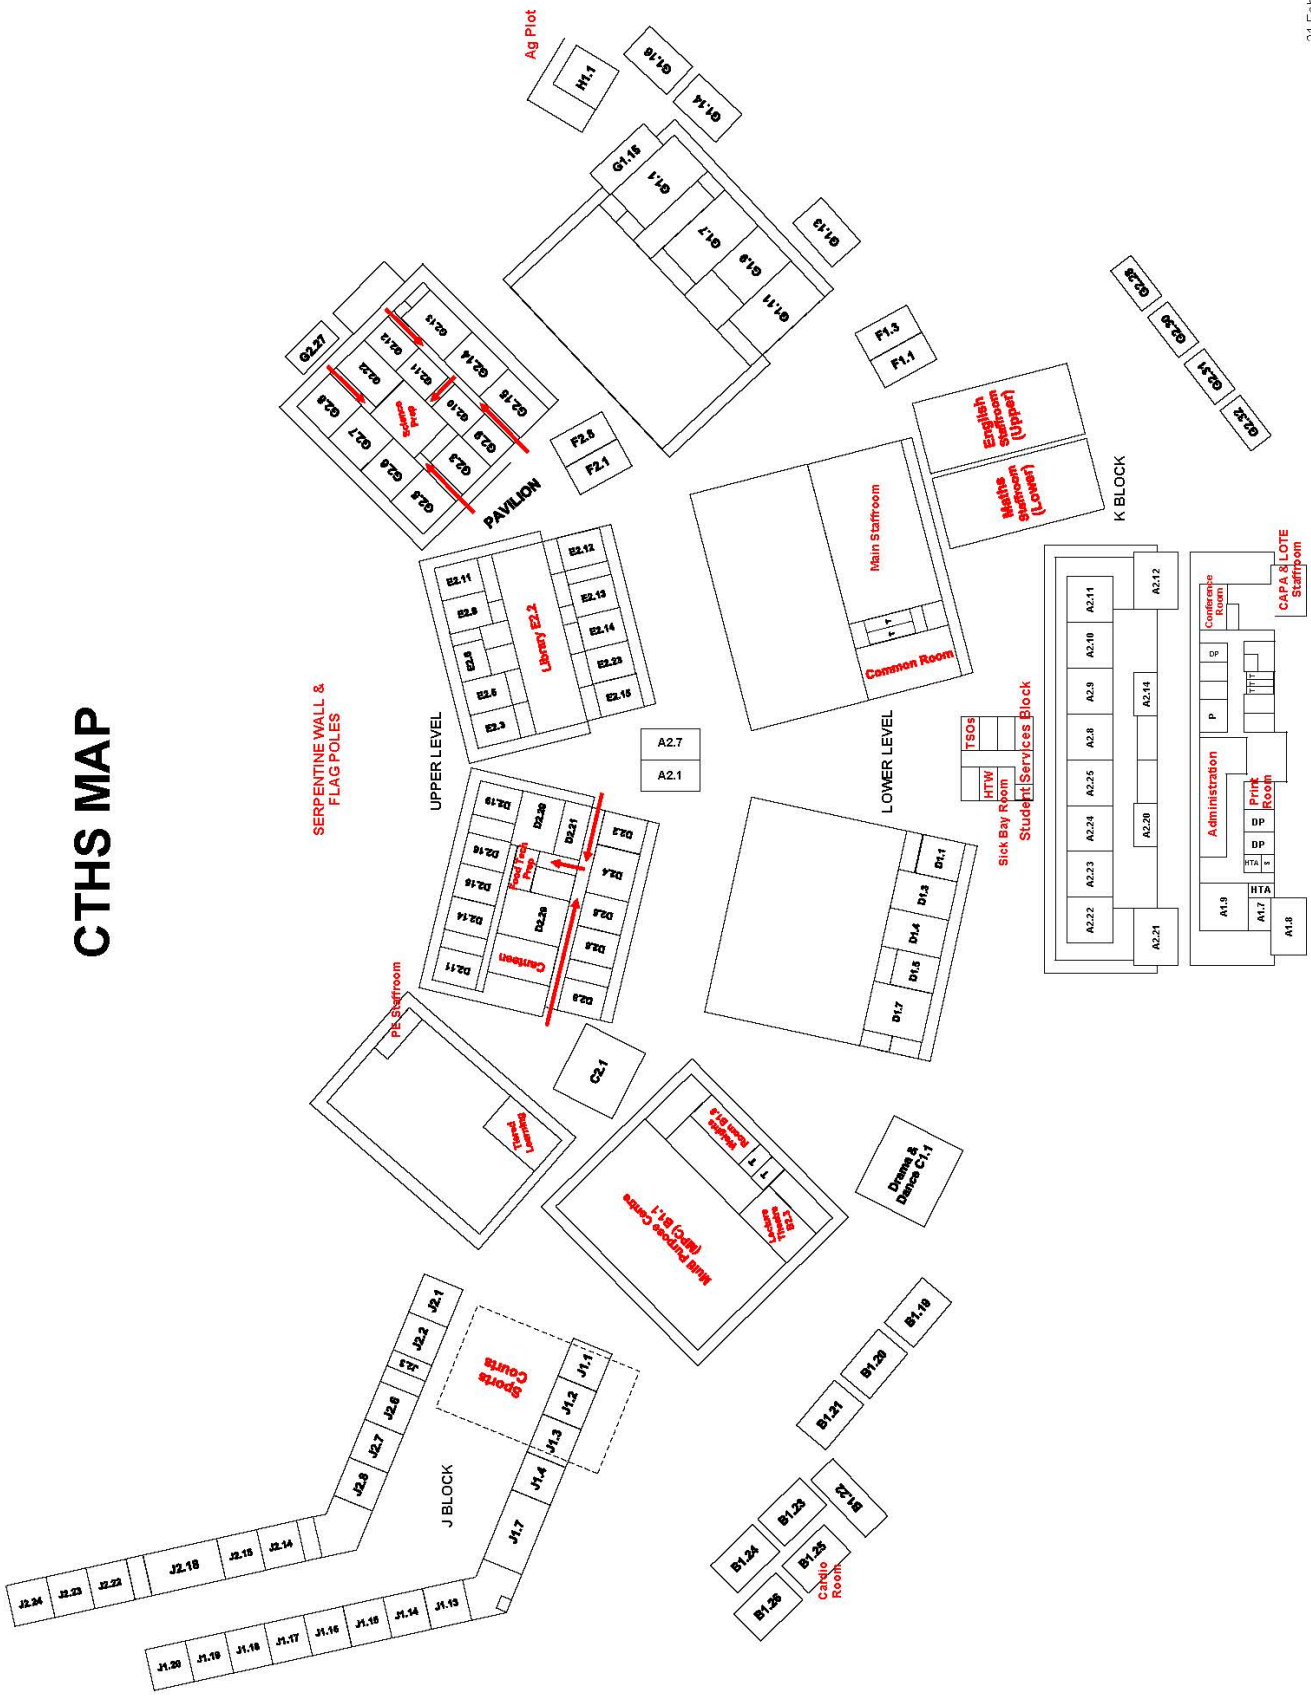 CTHS MAP
SERPENTINE WALL &
FLAG POLES
UPPER LEVEL
LOWER LEVEL
PAVILION
J BLOCK
K BLOCK
Ag Plot
H1.1
G1.16
G1.14
G1.15
G1.1
G1.7
G1.9
G1.11
G1.13
G2.27
G2.13
G2.12
G2.14
G2.22
G2.11
G2.15
G2.8
G2.10
Science
Prep
G2.7
G2.9
G2.6
G2.3
G2.5
F2.1
F1.3
F1.1
G2.30
G2.31
G2.32
English
Staffroom
(Upper)
Maths
Staffroom
(Lower)
Main Staffroom
T
T
Common Room
E2.11
E2.3
Library E2.2
E2.12
E2.13
E2.14
E2.23
E2.15
A2.7
A2.1
D2.19
D2.20
D2.21
D2.2
D2.16
Food Tech
Prep
D2.4
D2.15
D2.14
D2.29
D2.11
Canteen
PE Staffroom
C2.1
Tiered
Learning
D1.1
D1.3
D1.4
D1.5
D1.7
TSOs
HTW
Sick Bay Room
Student Services Block
A2.11
A2.12
A2.10
A2.9
A2.14
A2.8
A2.25
A2.24
A2.20
A2.23
A2.22
A2.21
Conference
Room
CAPA & LOTE
Staffroom
DP
P
T
T
T
Administration
Print
Room
DP
DP
HTA
s
HTA
A1.9
A1.7
A1.8
Weights
Room B1.8
T
T
Lecture
Theatre
B2.3
Multi Purpose Centre
(MPC) B1.1
Drama &
Dance C1.1
B1.19
B1.20
B1.21
B1.22
B1.23
B1.24
B1.25
Cardio
Room
B1.26
Sports
Courts
J2.1
J2.2
J2.6
J2.7
J2.8
J2.14
J2.15
J2.18
J2.22
J2.23
J2.24
J1.1
J1.2
J1.3
J1.4
J1.7
J1.13
J1.14
J1.15
J1.16
J1.17
J1.18
J1.19
J1.20